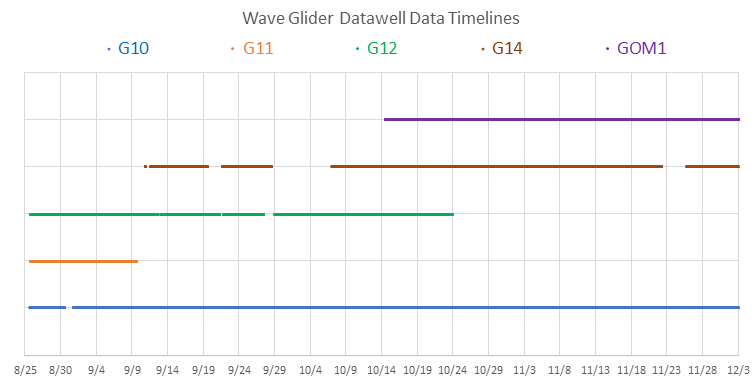 Wave Glider Datawell Data Timelines
G10 G11 G12 G14 GOM1
8/25 8/30 9/4 9/9 9/14 9/19 9/24 9/29 10/4 10/9 10/14 10/19 10/24 10/29 11/3 11/8 11/13 11/18 11/23 11/28 12/3